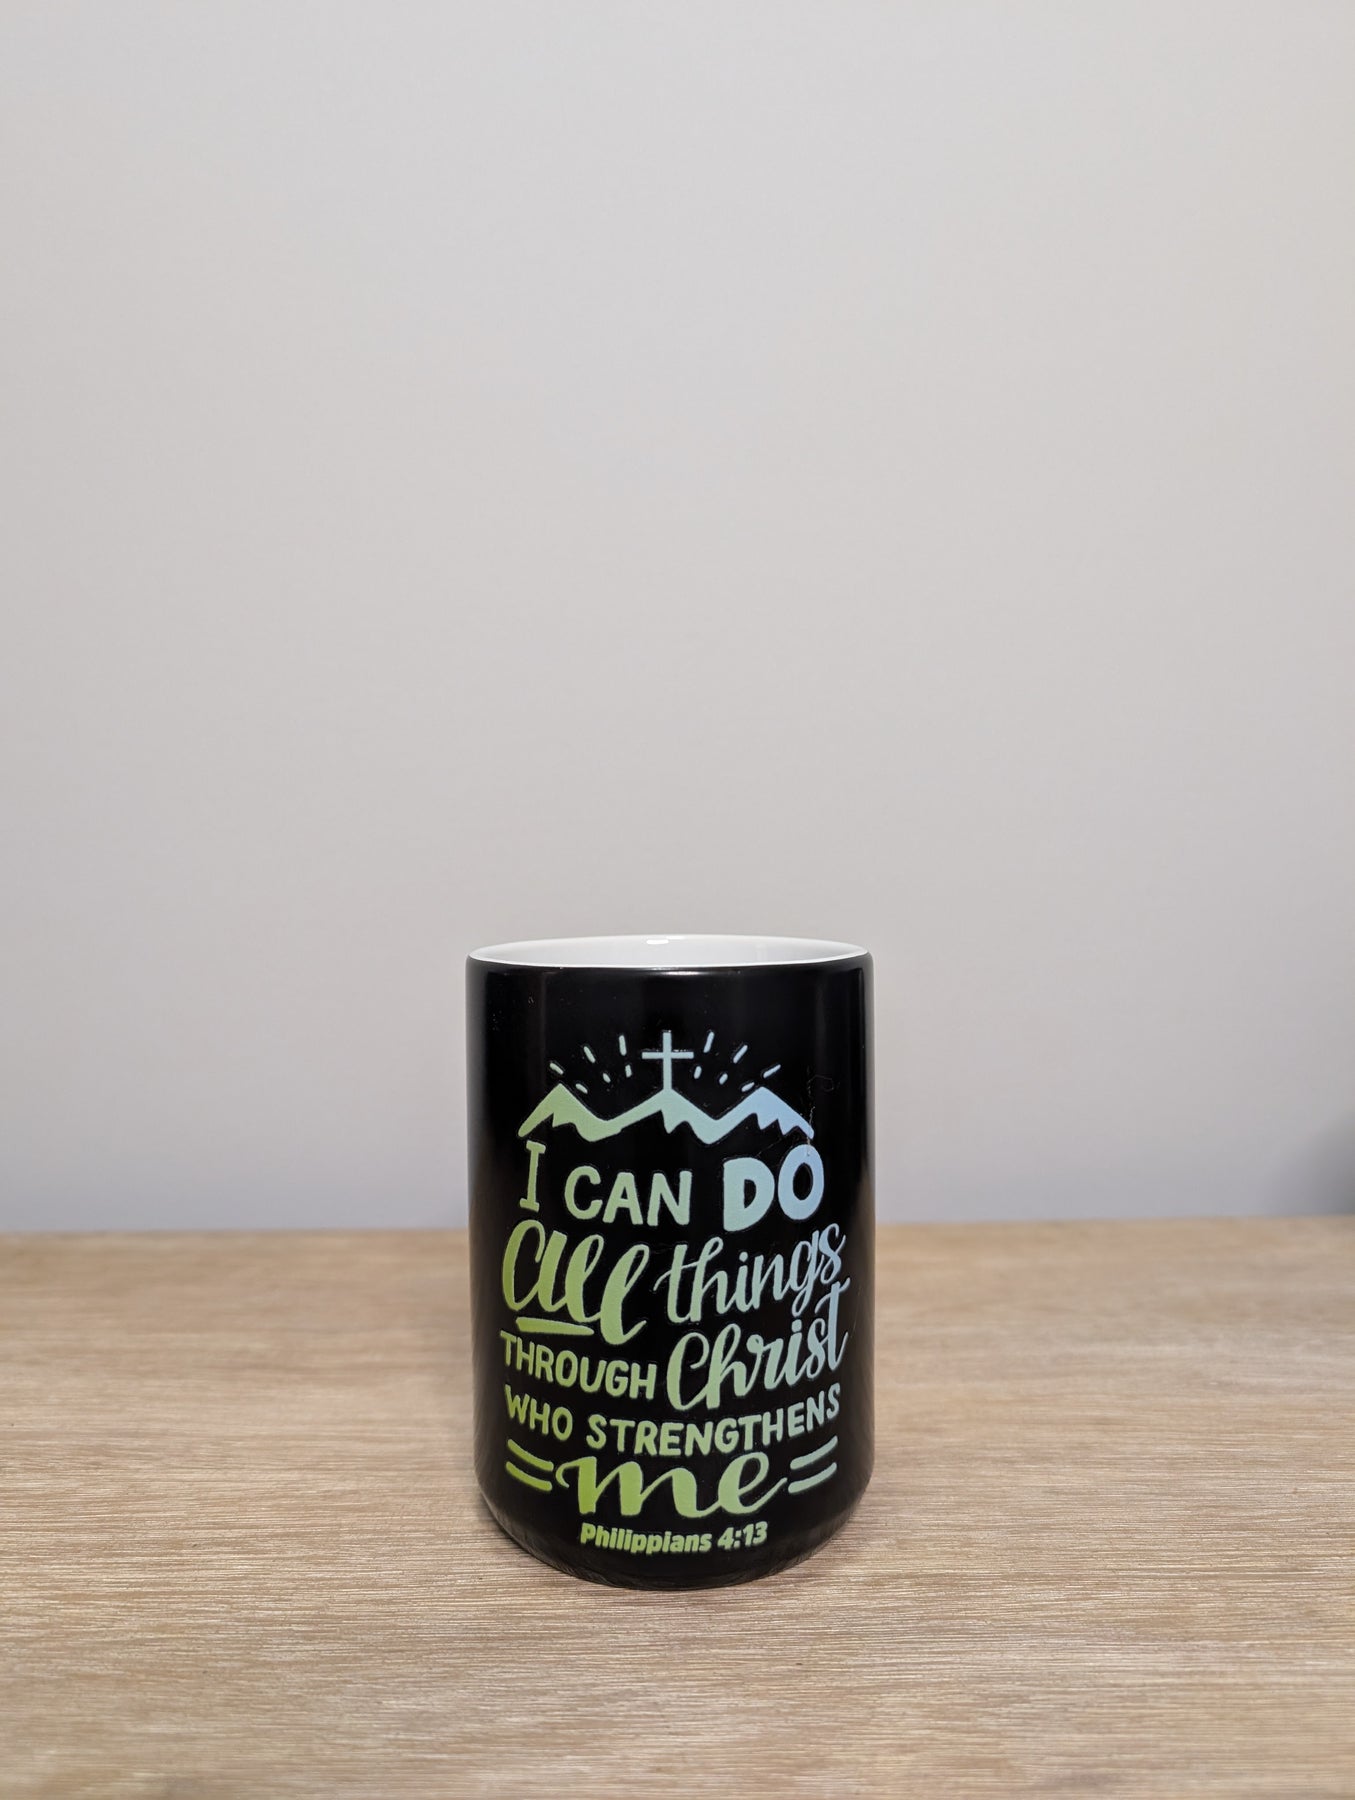 I CAN DO
all things
THROUGH Christ
WHO STRENGTHENS
me
Philippians 4:13